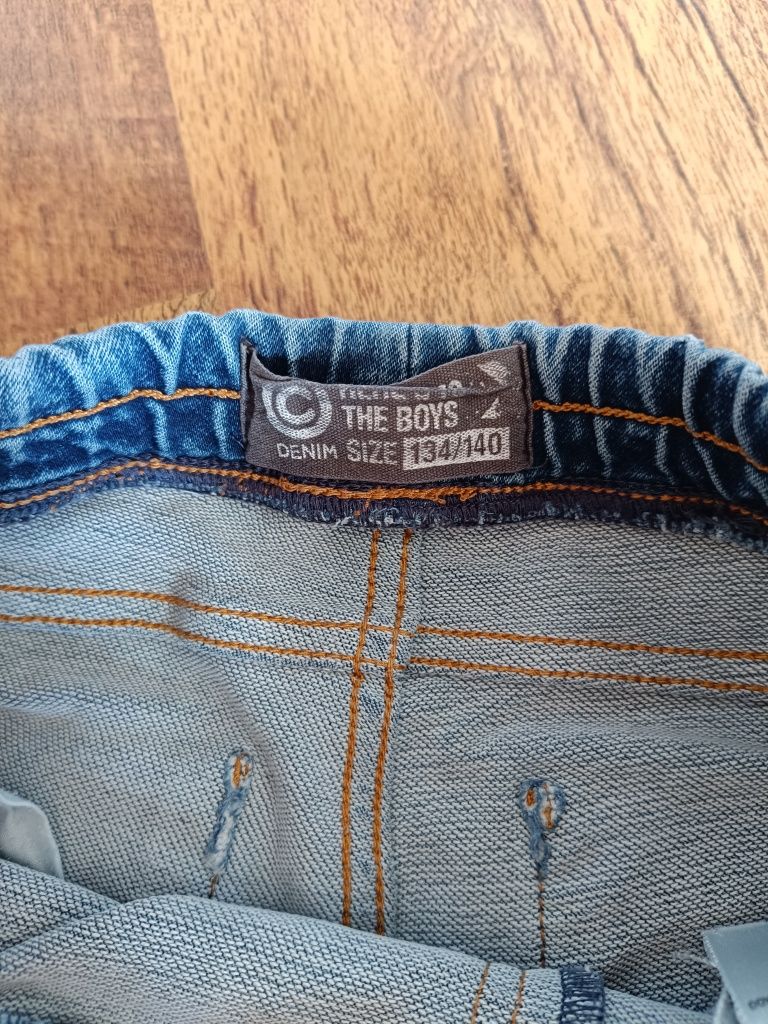 ©
THE BOYS
DENIM SIZE 134/140